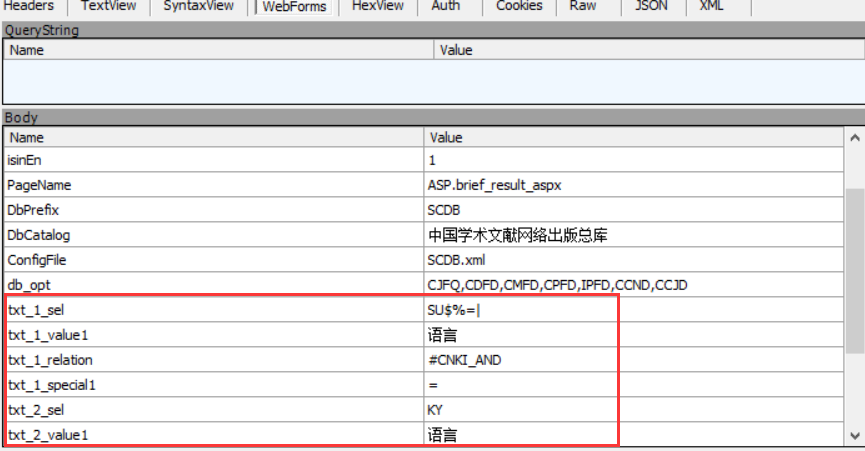 Headers TextView SyntaxView WebForms HexView Auth Cookies Raw JSON XML
QueryString
Name Value
Body
Name Value
isinEn 1
PageName ASP.brief_result_aspx
DbPrefix SCDB
DbCatalog 中国学术文献网络出版总库
ConfigFile SCDB.xml
db_opt CJFQ,CDFD,CMFD,CPFD,IPFD,CCND,CCJD
txt_1_sel SU$%=|
txt_1_value1 语言
txt_1_relation #CNKI_AND
txt_1_special1 =
txt_2_sel KY
txt_2_value1 语言